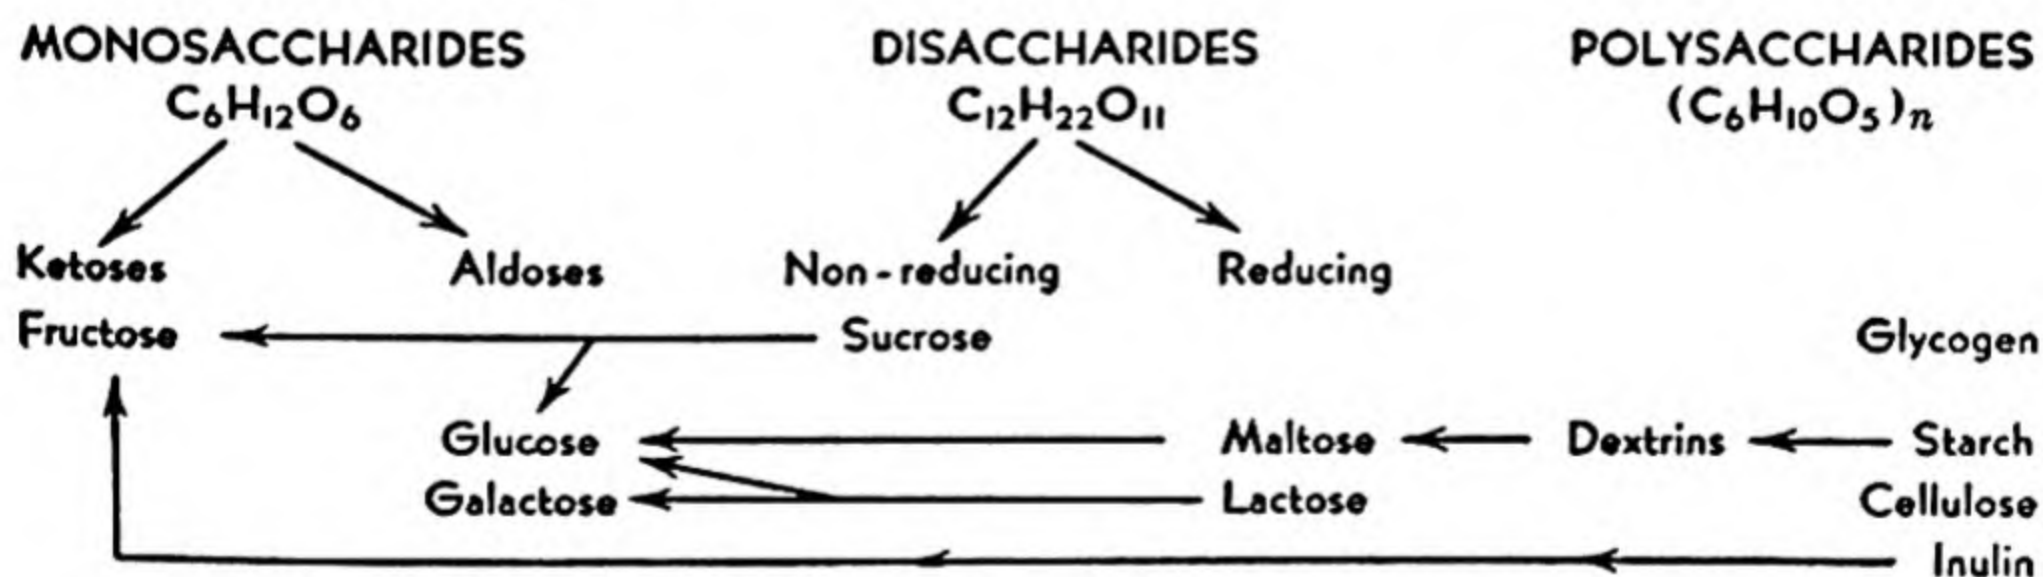 MONOSACCHARIDES DISACCHARIDES POLYSACCHARIDES
C₆H₁₂O₆ C₁₂H₂₂O₁₁ (C₆H₁₀O₅)ₙ
Ketoses Aldoses Non-reducing Reducing
Fructose Sucrose Glycogen
Glucose Maltose Dextrins Starch
Galactose Lactose Cellulose
Inulin